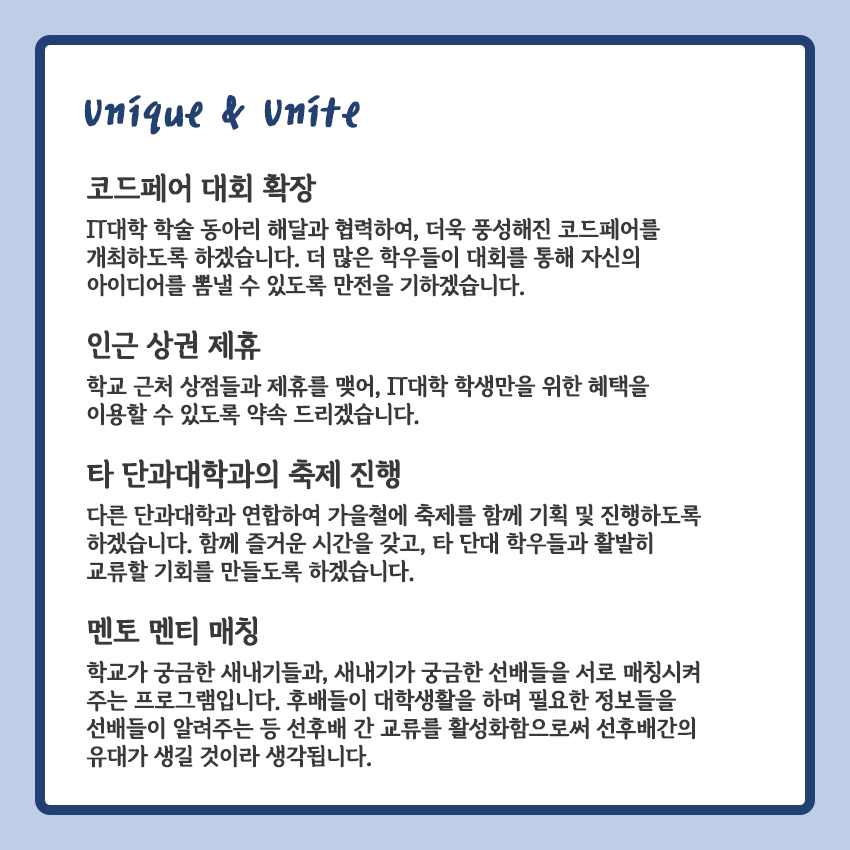 Unique & Unite
코드페어 대회 확장
IT대학 학술 동아리 해달과 협력하여, 더욱 풍성해진 코드페어를
개최하도록 하겠습니다. 더 많은 학우들이 대회를 통해 자신의
아이디어를 뽐낼 수 있도록 만전을 기하겠습니다.
인근 상권 제휴
학교 근처 상점들과 제휴를 맺어, IT대학 학생만을 위한 혜택을
이용할 수 있도록 약속 드리겠습니다.
타 단과대학과의 축제 진행
다른 단과대학과 연합하여 가을철에 축제를 함께 기획 및 진행하도록
하겠습니다. 함께 즐거운 시간을 갖고, 타 단대 학우들과 활발히
교류할 기회를 만들도록 하겠습니다.
멘토 멘티 매칭
학교가 궁금한 새내기들과, 새내기가 궁금한 선배들을 서로 매칭시켜
주는 프로그램입니다. 후배들이 대학생활을 하며 필요한 정보들을
선배들이 알려주는 등 선후배 간 교류를 활성화함으로써 선후배간의
유대가 생길 것이라 생각됩니다.